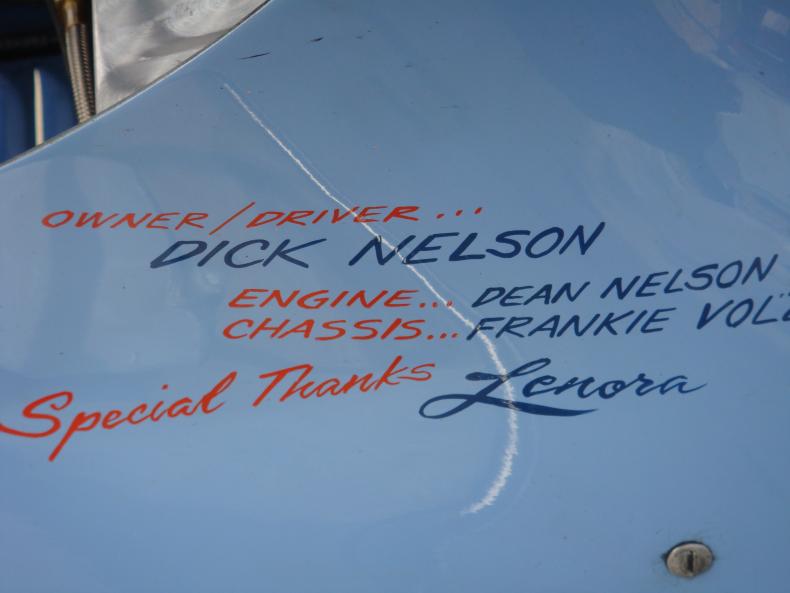 OWNER/DRIVER...
DICK NELSON
ENGINE... DEAN NELSON
CHASSIS... FRANKIE
Special Thanks Lenora